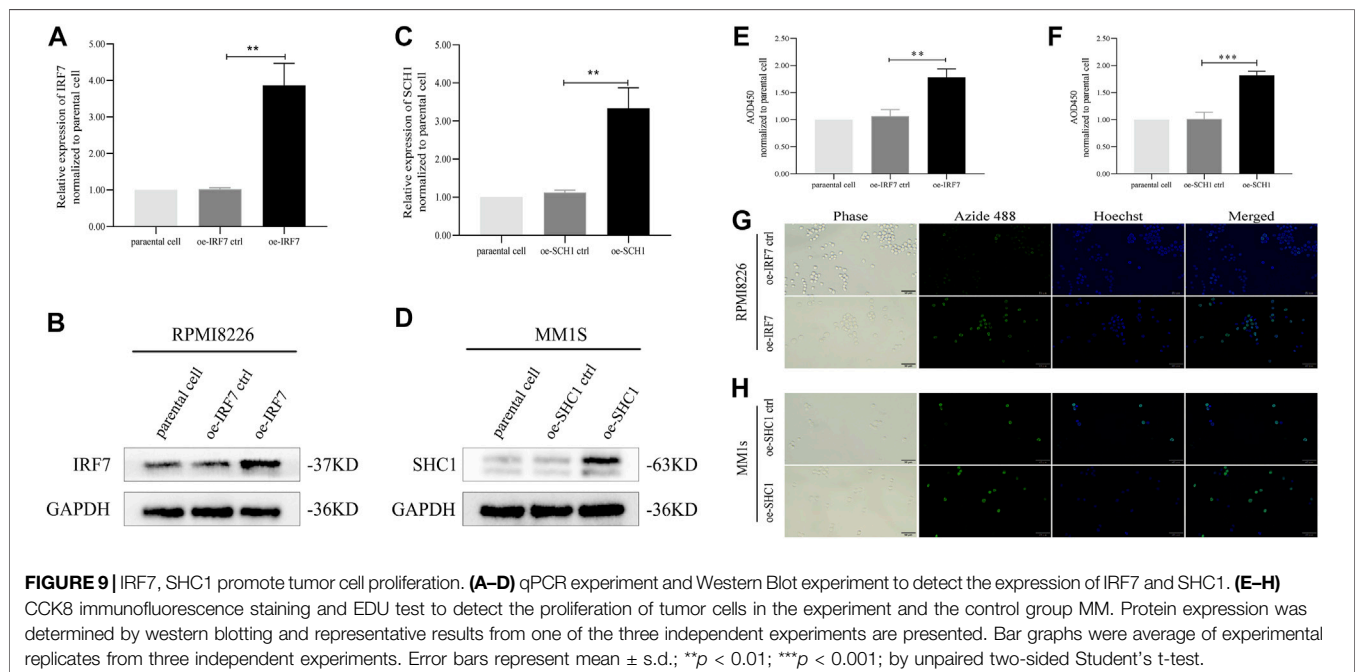 A
Relative expression of IRF7
normalized to parental cell
5.00
4.00
3.00
2.00
1.00
0.00
**
paraental cell
oe-IRF7 ctrl
oe-IRF7
C
Relative expression of SCH1
normalized to parental cell
5.00
4.00
3.00
2.00
1.00
0.00
**
paraental cell
oe-SCH1 ctrl
oe-SCH1
E
AOD450
normalized to parental cell
2.50
2.00
1.50
1.00
0.50
0.00
**
paraental cell
oe-IRF7 ctrl
oe-IRF7
F
AOD450
normalized to parental cell
2.50
2.00
1.50
1.00
0.50
0.00
***
paraental cell
oe-SCH1 ctrl
oe-SCH1
B
RPMI8226
parental cell
oe-IRF7 ctrl
oe-IRF7
IRF7
-37KD
GAPDH
-36KD
D
MM1S
parental cell
oe-SHC1 ctrl
oe-SHC1
SHC1
-63KD
GAPDH
-36KD
G
Phase
Azide 488
Hoechst
Merged
RPMI8226
oe-IRF7 ctrl
oe-IRF7
H
MM1s
oe-SHC1 ctrl
oe-SHC1
FIGURE 9 | IRF7, SHC1 promote tumor cell proliferation. (A–D) qPCR experiment and Western Blot experiment to detect the expression of IRF7 and SHC1. (E–H)
CCK8 immunofluorescence staining and EDU test to detect the proliferation of tumor cells in the experiment and the control group MM. Protein expression was
determined by western blotting and representative results from one of the three independent experiments are presented. Bar graphs were average of experimental
replicates from three independent experiments. Error bars represent mean ± s.d.; **p < 0.01; ***p < 0.001; by unpaired two-sided Student's t-test.